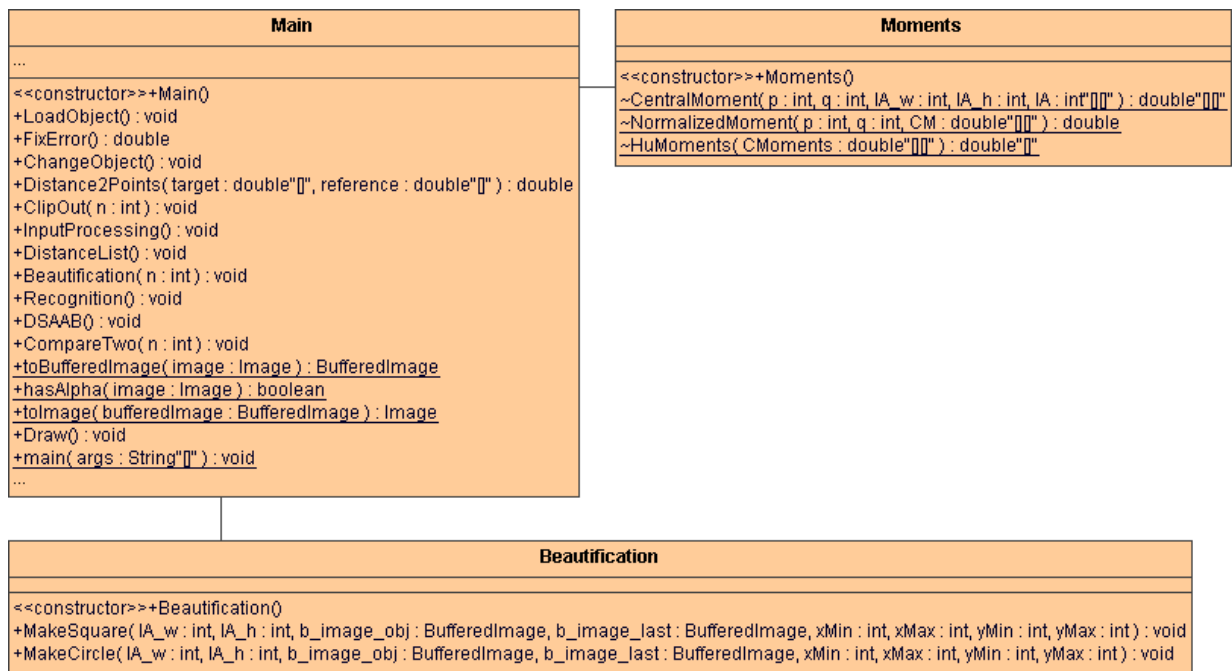 Main
...
<<constructor>>+Main()
+LoadObject() : void
+FixError() : double
+ChangeObject() : void
+Distance2Points( target : double"[]", reference : double"[]" ) : double
+ClipOut( n : int ) : void
+InputProcessing() : void
+DistanceList() : void
+Beautification( n : int ) : void
+Recognition() : void
+DSAAB() : void
+CompareTwo( n : int ) : void
+toBufferedImage( image : Image ) : BufferedImage
+hasAlpha( image : Image ) : boolean
+toImage( bufferedImage : BufferedImage ) : Image
+Draw() : void
+main( args : String"[]" ) : void
...
Moments
<<constructor>>+Moments()
~CentralMoment( p : int, q : int, IA_w : int, IA_h : int, IA : int"[][]" ) : double"[][]"
~NormalizedMoment( p : int, q : int, CM : double"[][]" ) : double
~HuMoments( CMoments : double"[][]" ) : double"[]"
Beautification
<<constructor>>+Beautification()
+MakeSquare( IA_w : int, IA_h : int, b_image_obj : BufferedImage, b_image_last : BufferedImage, xMin : int, xMax : int, yMin : int, yMax : int ) : void
+MakeCircle( IA_w : int, IA_h : int, b_image_obj : BufferedImage, b_image_last : BufferedImage, xMin : int, xMax : int, yMin : int, yMax : int ) : void